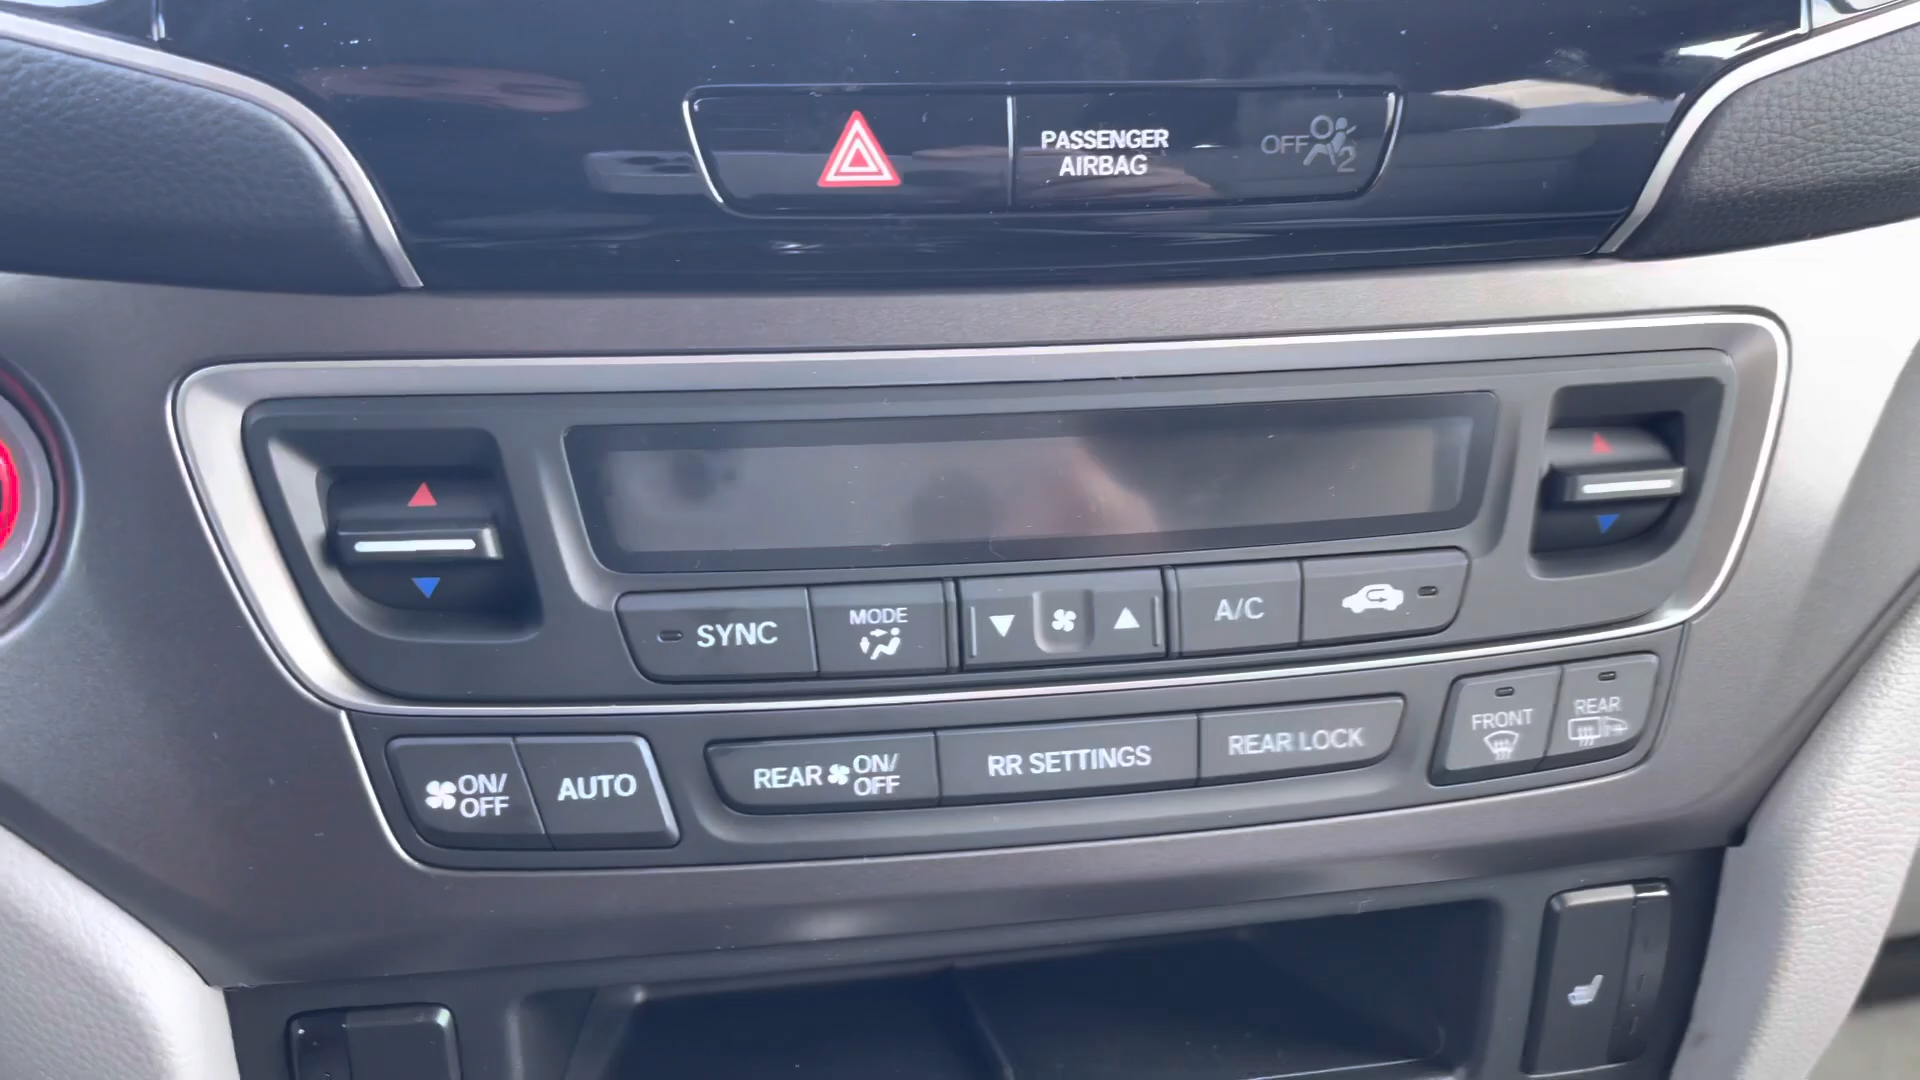 PASSENGER
AIRBAG
OFF
2
SYNC
MODE
A/C
ON/
OFF
AUTO
REAR ON/
OFF
RR SETTINGS
REAR LOCK
FRONT
REAR